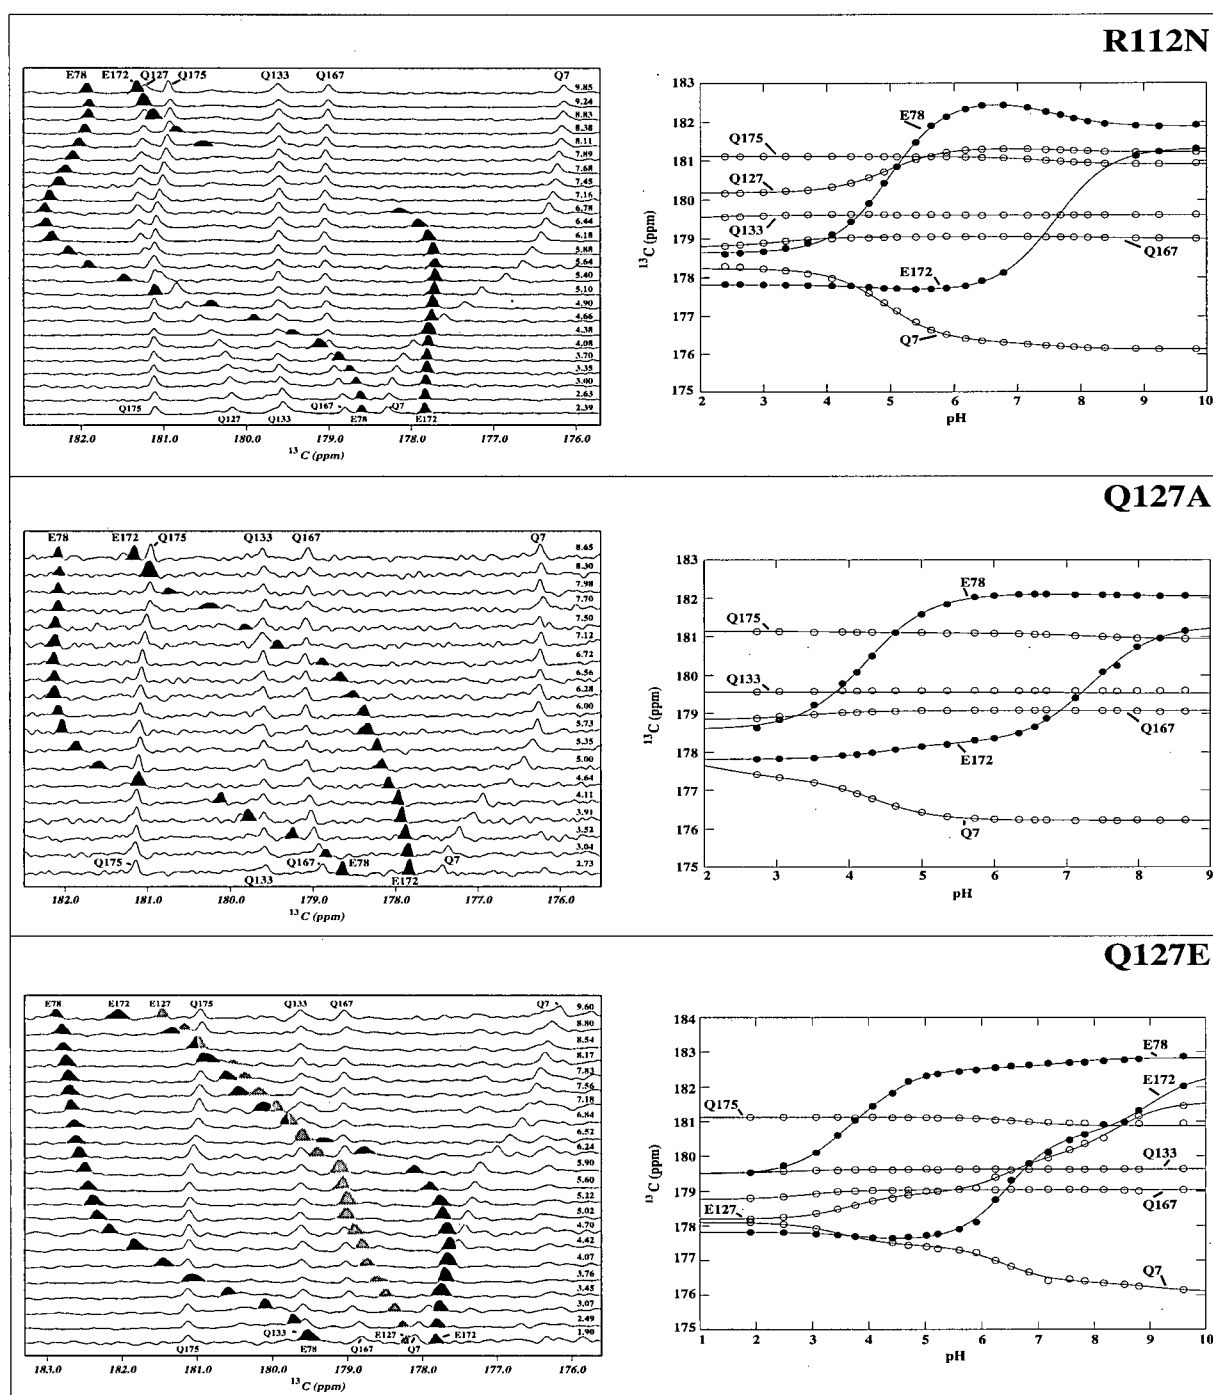 R112N
E78
E172
Q127
Q175
Q133
Q167
Q7
9.85
9.24
8.83
8.38
8.11
7.89
7.68
7.45
7.16
6.78
6.44
6.18
5.88
5.64
5.40
5.10
4.90
4.66
4.38
4.08
3.70
3.35
3.00
2.63
2.39
Q175
Q127
Q133
Q167
E78
Q7
E172
182.0 181.0 180.0 179.0 178.0 177.0 176.0
13C (ppm)
183
182
181
180
179
178
177
176
175
13C (ppm)
E78
Q175
Q127
Q133
Q167
E172
Q7
2 3 4 5 6 7 8 9 10
pH
Q127A
E78
E172
Q175
Q133
Q167
Q7
8.65
8.30
7.98
7.70
7.50
7.12
6.72
6.56
6.28
6.00
5.73
5.35
5.00
4.64
4.11
3.91
3.52
3.04
2.73
Q175
Q133
Q167
E78
E172
Q7
182.0 181.0 180.0 179.0 178.0 177.0 176.0
13C (ppm)
183
182
181
180
179
178
177
176
175
13C (ppm)
E78
Q175
Q133
Q167
E172
Q7
2 3 4 5 6 7 8 9
pH
Q127E
E78
E172
E127
Q175
Q133
Q167
Q7
9.60
8.80
8.54
8.17
7.83
7.56
7.18
6.84
6.52
6.24
5.90
5.60
5.22
5.02
4.70
4.42
4.07
3.76
3.45
3.07
2.49
1.90
Q175
Q133
E78
Q167
E127
Q7
E172
183.0 182.0 181.0 180.0 179.0 178.0 177.0 176.0
13C (ppm)
184
183
182
181
180
179
178
177
176
175
13C (ppm)
E78
E172
Q175
Q133
Q167
E127
Q7
1 2 3 4 5 6 7 8 9 10
pH